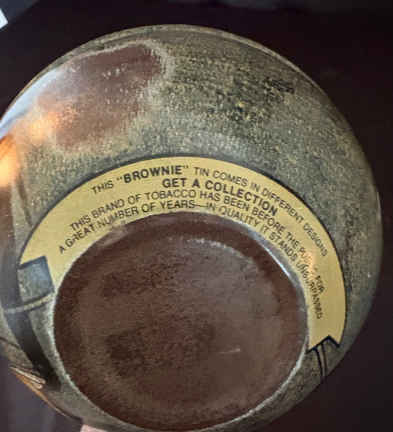 THIS "BROWNIE" TIN COMES IN DIFFERENT DESIGNS
GET A COLLECTION
THIS BRAND OF TOBACCO HAS BEEN BEFORE THE PUBLIC FOR
A GREAT NUMBER OF YEARS—IN QUALITY IT STANDS UNSURPASSED